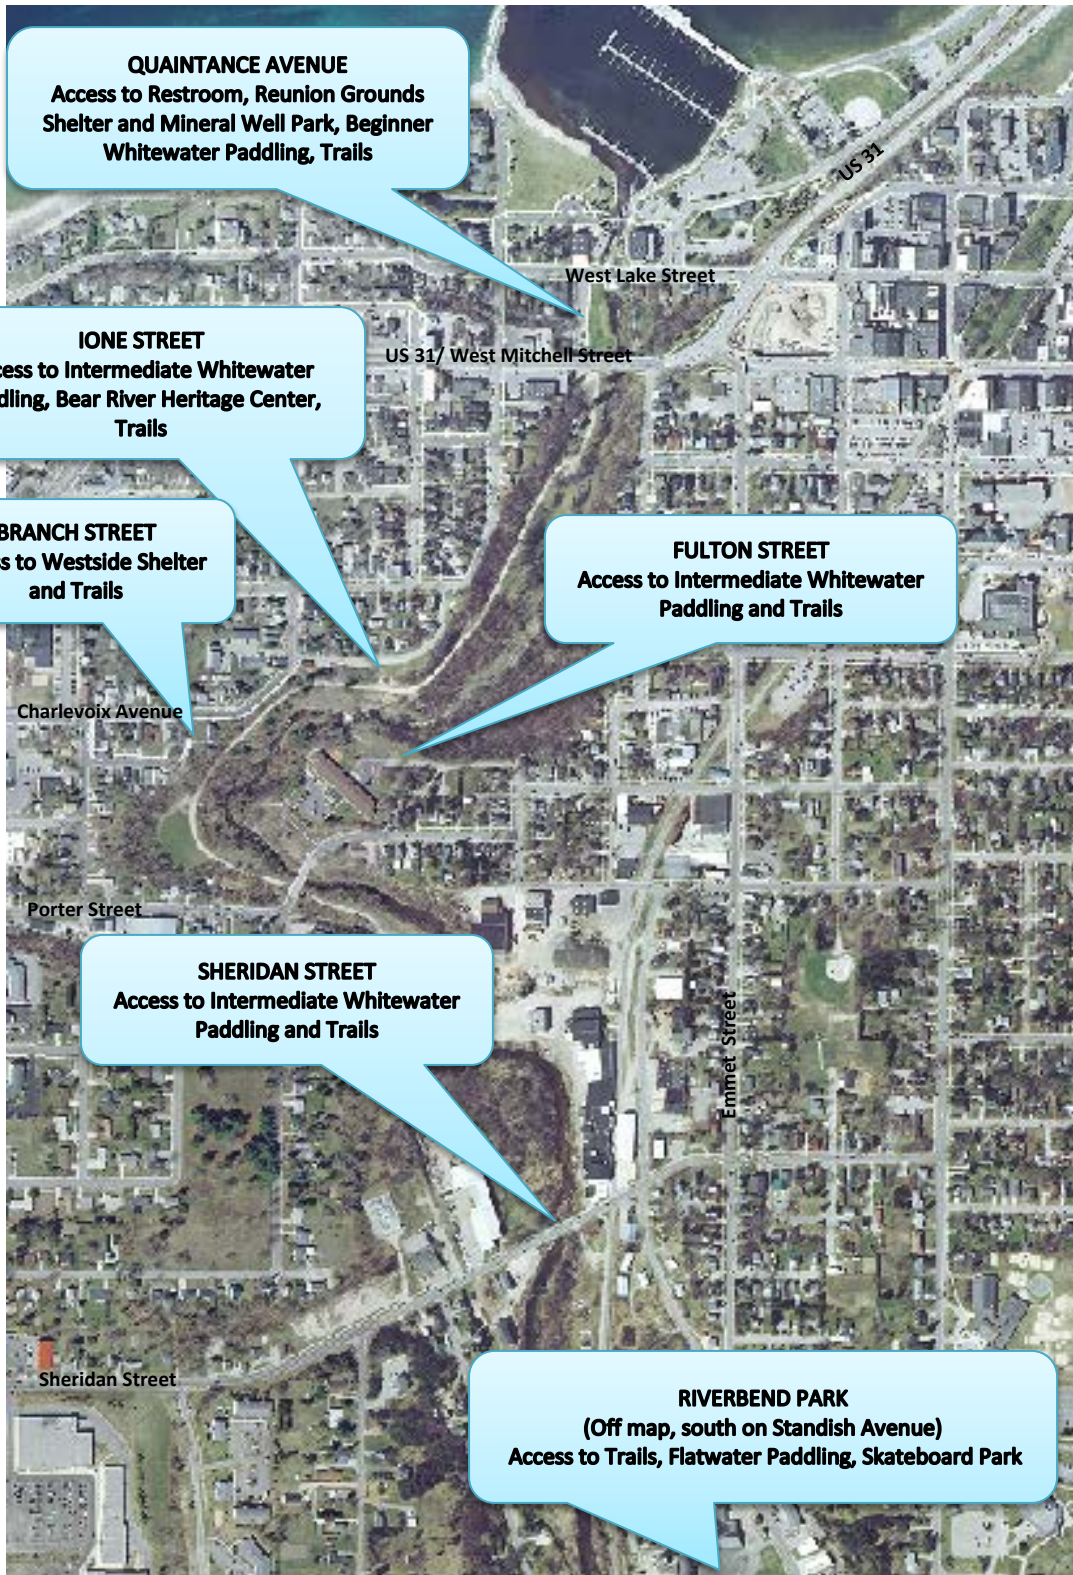 QUAINTANCE AVENUE
Access to Restroom, Reunion Grounds
Shelter and Mineral Well Park, Beginner
Whitewater Paddling, Trails
US 31
West Lake Street
IONE STREET
cess to Intermediate Whitewater
dling, Bear River Heritage Center,
Trails
US 31/ West Mitchell Street
BRANCH STREET
ss to Westside Shelter
and Trails
FULTON STREET
Access to Intermediate Whitewater
Paddling and Trails
Charlevoix Avenue
Porter Street
SHERIDAN STREET
Access to Intermediate Whitewater
Paddling and Trails
Emmet Street
Sheridan Street
RIVERBEND PARK
(Off map, south on Standish Avenue)
Access to Trails, Flatwater Paddling, Skateboard Park